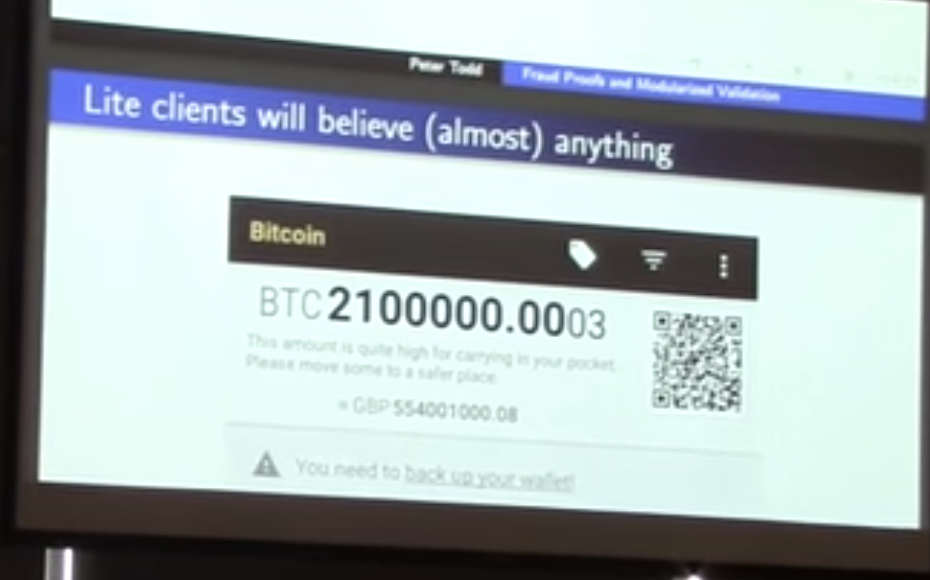 Peter Todd
Fraud Proofs and Modularized Validation
Lite clients will believe (almost) anything
Bitcoin
BTC 2100000.0003
This amount is quite high for carrying in your pocket.
Please move some to a safer place.
≈ GBP 554001000.08
You need to back up your wallet!